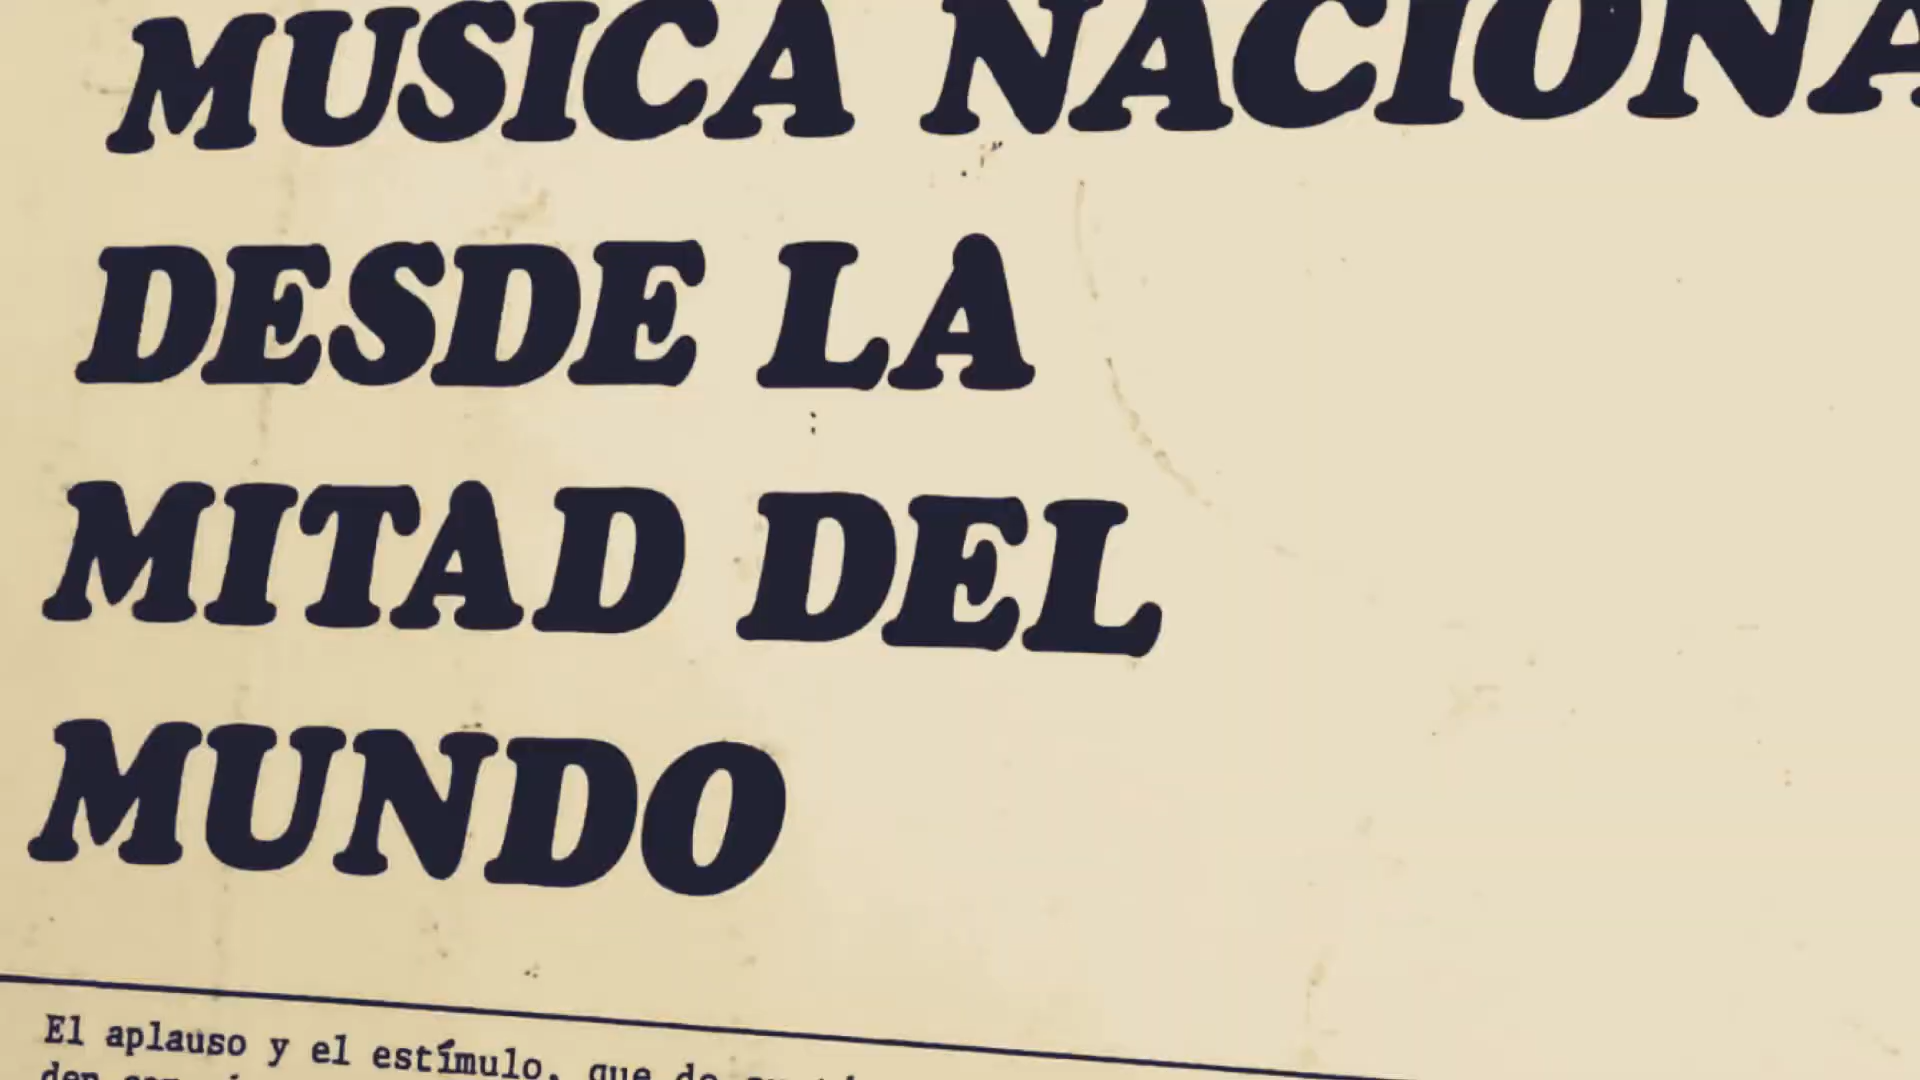 MUSICA NACIONA
DESDE LA
MITAD DEL
MUNDO
El aplauso y el estímulo, que de